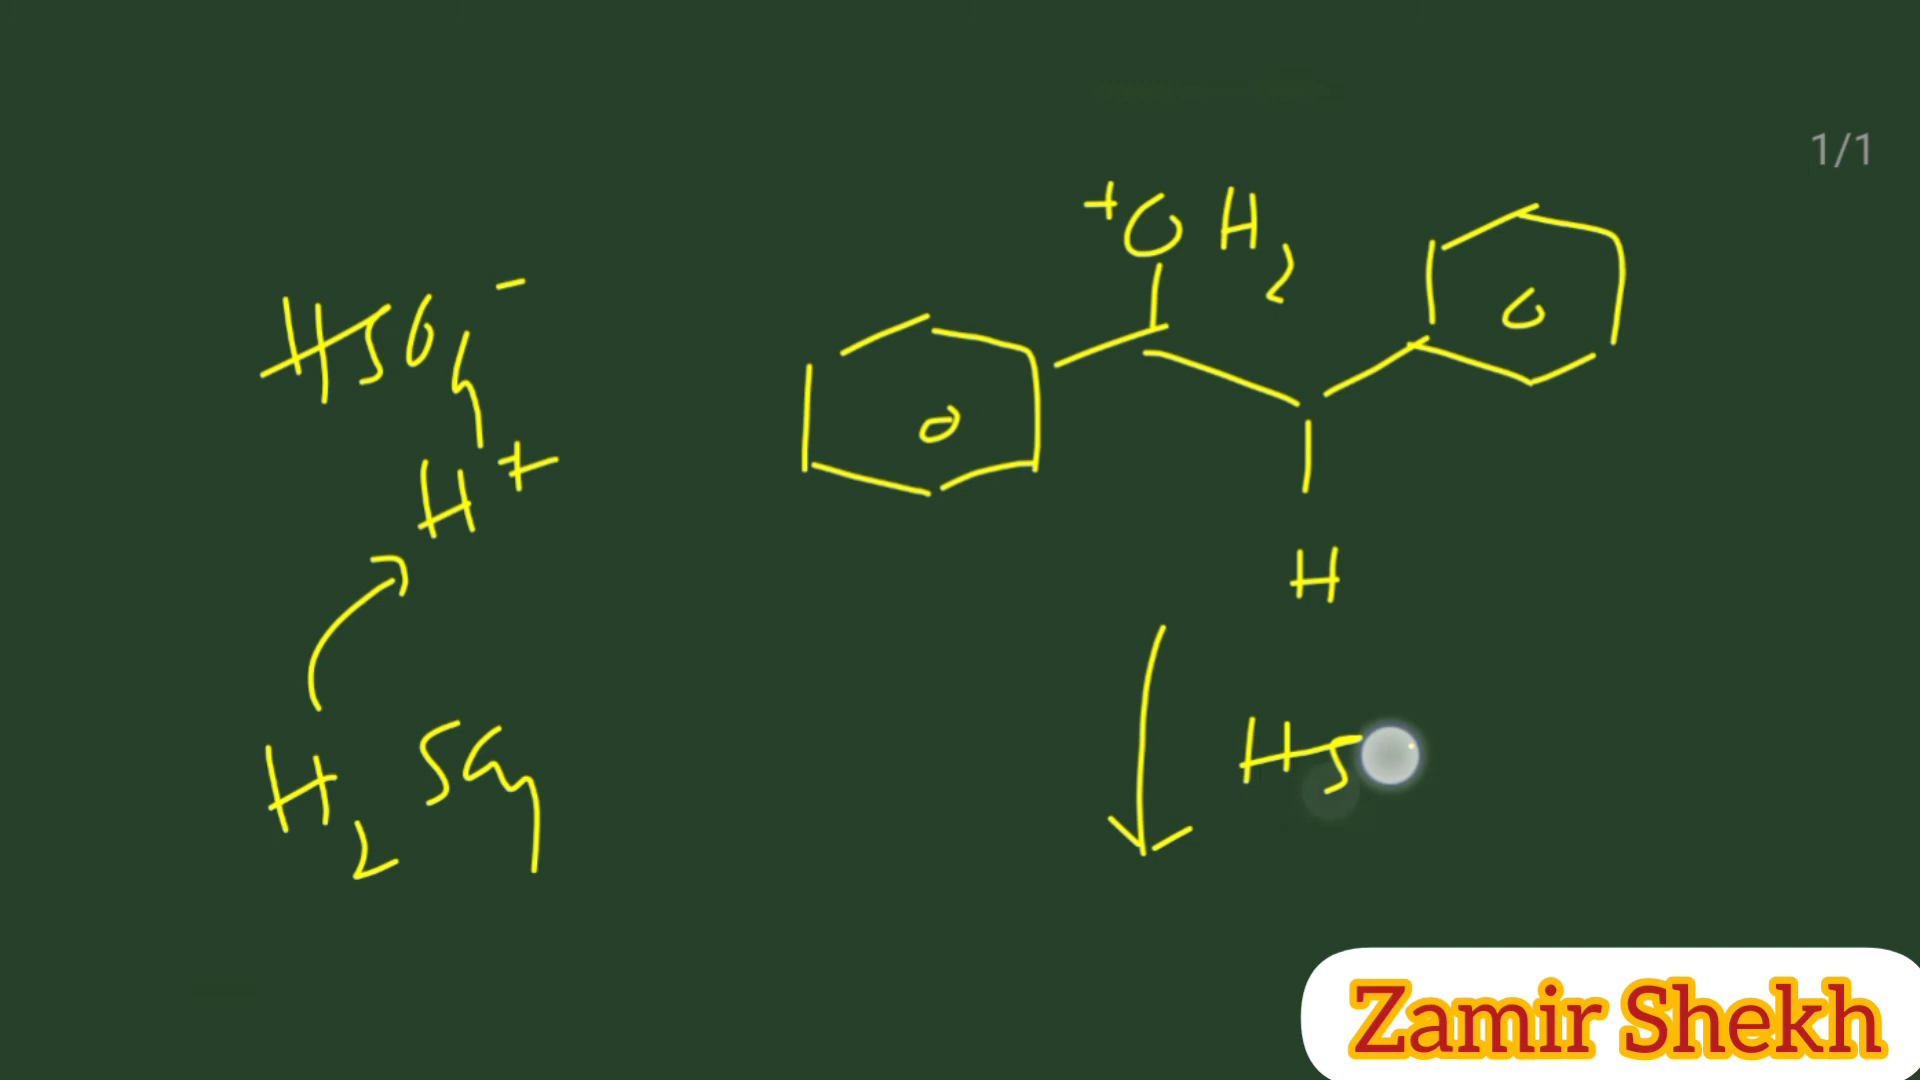 1/1
+OH2
HSO4-
H+
H
H2SO4
HS
Zamir Shekh